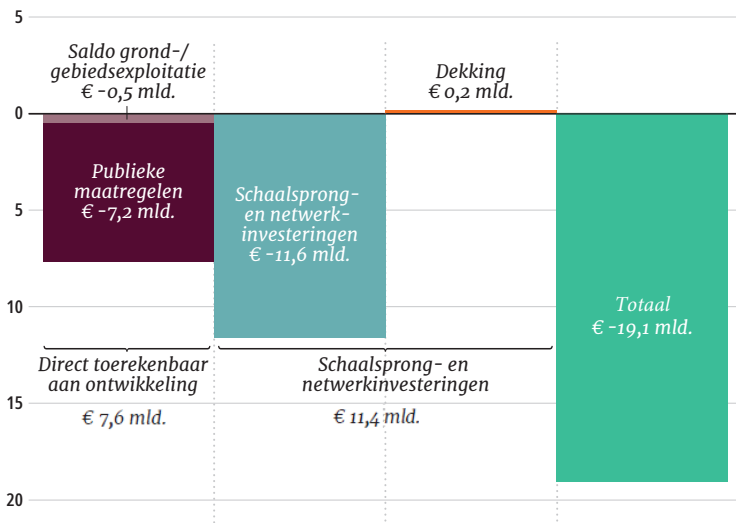 5
Saldo grond-/
gebiedsexploitatie
€ -0,5 mld.
Dekking
€ 0,2 mld.
0
Publieke
maatregelen
€ -7,2 mld.
Schaalsprong-
en netwerk-
investeringen
€ -11,6 mld.
5
10
Totaal
€ -19,1 mld.
Direct toerekenbaar
aan ontwikkeling
€ 7,6 mld.
Schaalsprong- en
netwerkinvesteringen
€ 11,4 mld.
15
20